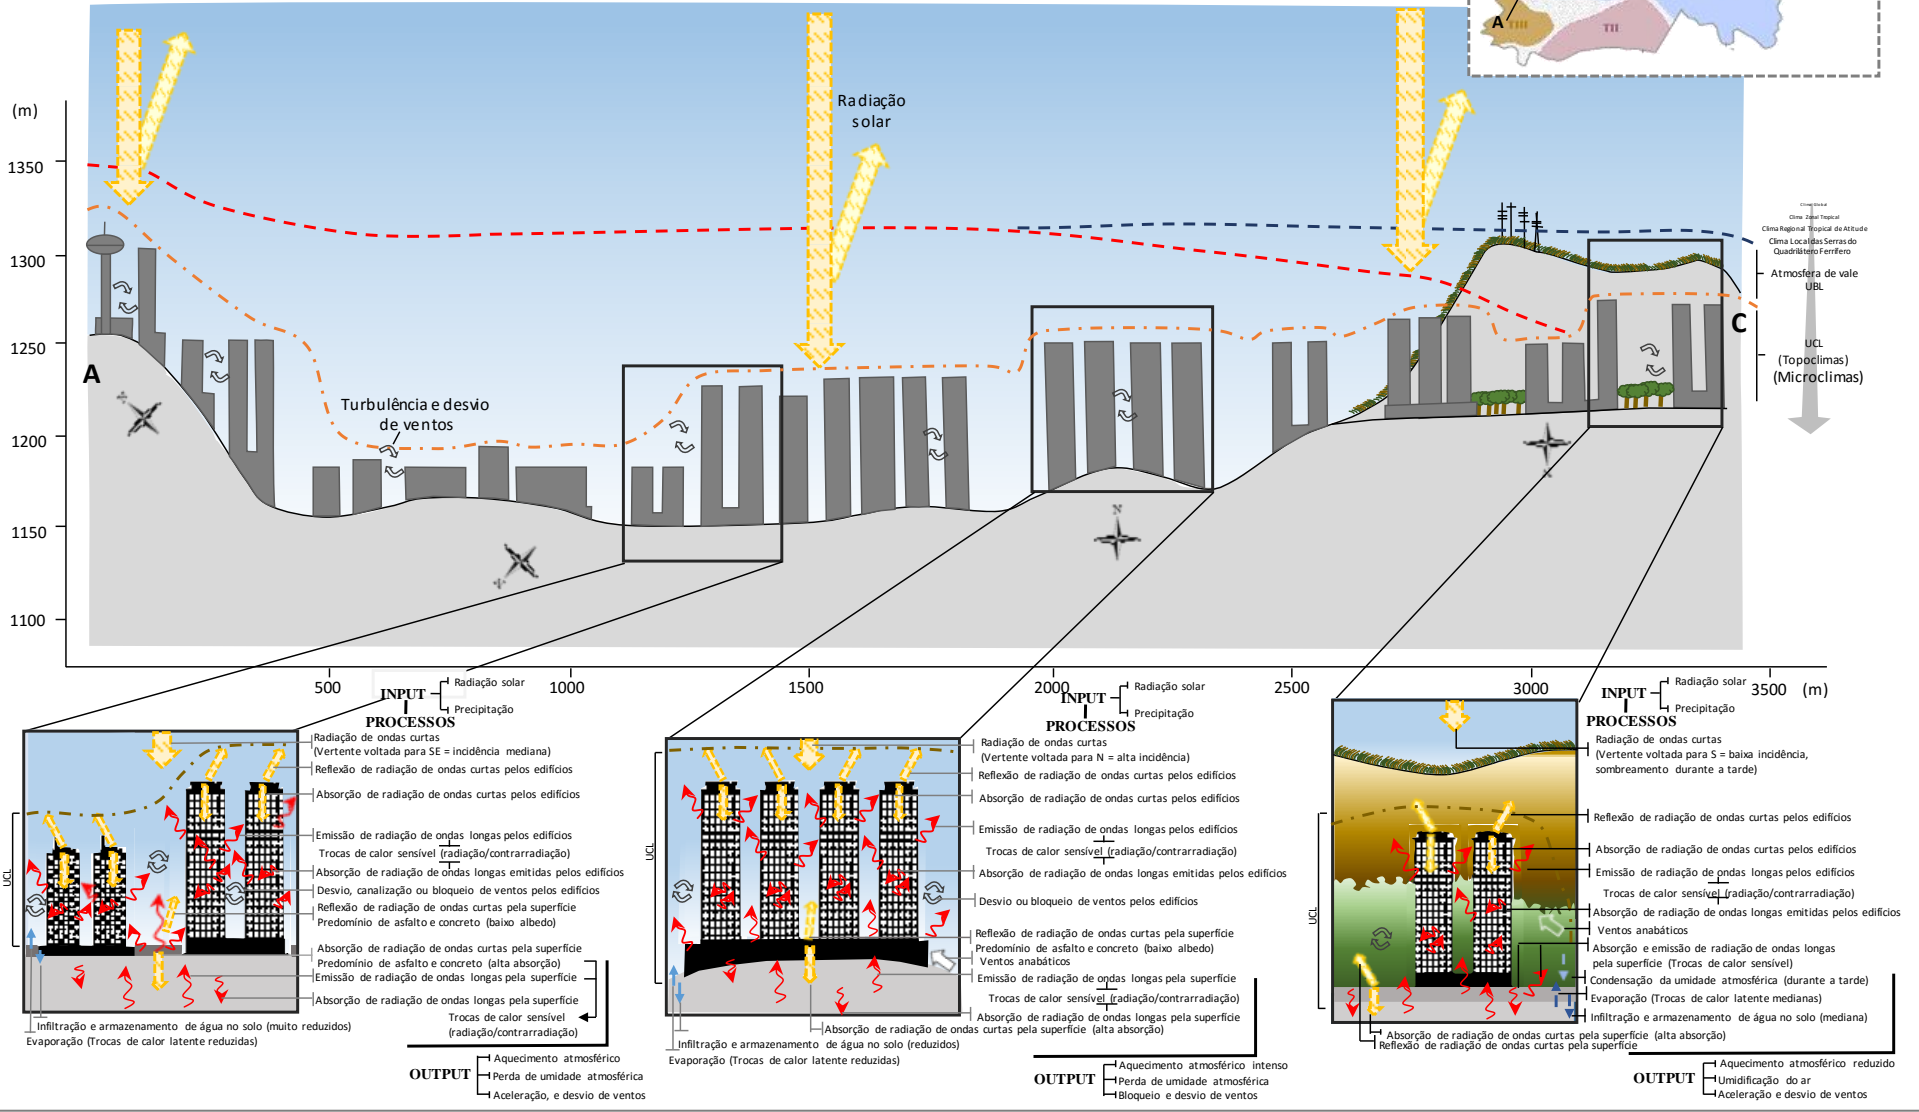 A
TIII
TII
(m)
1350
1300
1250
1200
1150
1100
Radiação
solar
Turbulência e desvio
de ventos
A
C
N
Clima Global
Clima Zonal Tropical
Clima Regional Tropical de Atitude
Clima Local das Serras do
Quadrilátero Ferrífero
Atmosfera de vale
UBL
UCL
(Topoclimas)
(Microclimas)
500
1000
1500
2000
2500
3000
3500 (m)
INPUT
Radiação solar
Precipitação
PROCESSOS
Radiação de ondas curtas
(Vertente voltada para SE = incidência mediana)
Reflexão de radiação de ondas curtas pelos edifícios
Absorção de radiação de ondas curtas pelos edifícios
Emissão de radiação de ondas longas pelos edifícios
Trocas de calor sensível (radiação/contrarradiação)
Absorção de radiação de ondas longas emitidas pelos edifícios
Desvio, canalização ou bloqueio de ventos pelos edifícios
Reflexão de radiação de ondas curtas pela superfície
Predomínio de asfalto e concreto (baixo albedo)
Absorção de radiação de ondas curtas pela superfície
Predomínio de asfalto e concreto (alta absorção)
Emissão de radiação de ondas longas pela superfície
Absorção de radiação de ondas longas pela superfície
Trocas de calor sensível
(radiação/contrarradiação)
UCL
Infiltração e armazenamento de água no solo (muito reduzidos)
Evaporação (Trocas de calor latente reduzidas)
OUTPUT
Aquecimento atmosférico
Perda de umidade atmosférica
Aceleração, e desvio de ventos
INPUT
Radiação solar
Precipitação
PROCESSOS
Radiação de ondas curtas
(Vertente voltada para N = alta incidência)
Reflexão de radiação de ondas curtas pelos edifícios
Absorção de radiação de ondas curtas pelos edifícios
Emissão de radiação de ondas longas pelos edifícios
Trocas de calor sensível (radiação/contrarradiação)
Absorção de radiação de ondas longas emitidas pelos edifícios
Desvio ou bloqueio de ventos pelos edifícios
Reflexão de radiação de ondas curtas pela superfície
Predomínio de asfalto e concreto (baixo albedo)
Ventos anabáticos
Emissão de radiação de ondas longas pela superfície
Trocas de calor sensível (radiação/contrarradiação)
Absorção de radiação de ondas longas pela superfície
Absorção de radiação de ondas curtas pela superfície (alta absorção)
UCL
Infiltração e armazenamento de água no solo (reduzidos)
Evaporação (Trocas de calor latente reduzidas)
OUTPUT
Aquecimento atmosférico intenso
Perda de umidade atmosférica
Bloqueio e desvio de ventos
INPUT
Radiação solar
Precipitação
PROCESSOS
Radiação de ondas curtas
(Vertente voltada para S = baixa incidência,
sombreamento durante a tarde)
Reflexão de radiação de ondas curtas pelos edifícios
Absorção de radiação de ondas curtas pelos edifícios
Emissão de radiação de ondas longas pelos edifícios
Trocas de calor sensível (radiação/contrarradiação)
Absorção de radiação de ondas longas emitidas pelos edifícios
Ventos anabáticos
Absorção e emissão de radiação de ondas longas
pela superfície (Trocas de calor sensível)
Condensação da umidade atmosférica (durante a tarde)
Evaporação (Trocas de calor latente medianas)
Infiltração e armazenamento de água no solo (mediana)
Absorção de radiação de ondas curtas pela superfície (alta absorção)
Reflexão de radiação de ondas curtas pela superfície
UCL
OUTPUT
Aquecimento atmosférico reduzido
Umidificação do ar
Aceleração e desvio de ventos